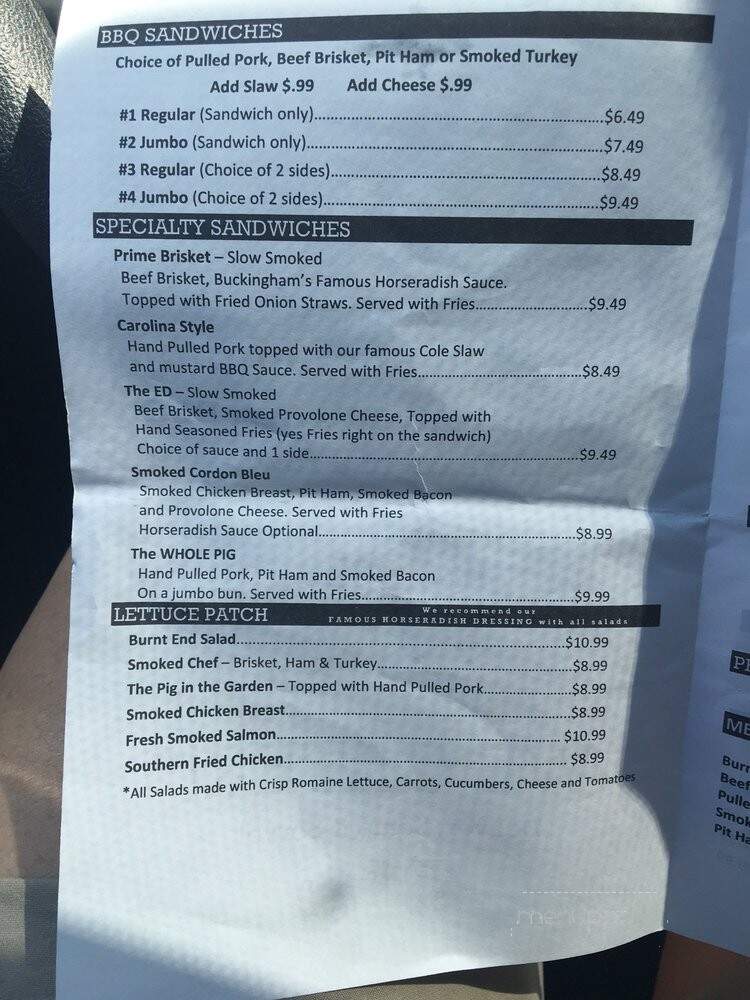 BBQ SANDWICHES
Choice of Pulled Pork, Beef Brisket, Pit Ham or Smoked Turkey
Add Slaw $.99 Add Cheese $.99
#1 Regular (Sandwich only)...$6.49
#2 Jumbo (Sandwich only)...$7.49
#3 Regular (Choice of 2 sides)...$8.49
#4 Jumbo (Choice of 2 sides)...$9.49
SPECIALTY SANDWICHES
Prime Brisket – Slow Smoked
Beef Brisket, Buckingham's Famous Horseradish Sauce.
Topped with Fried Onion Straws. Served with Fries...$9.49
Carolina Style
Hand Pulled Pork topped with our famous Cole Slaw
and mustard BBQ Sauce. Served with Fries...$8.49
The ED – Slow Smoked
Beef Brisket, Smoked Provolone Cheese, Topped with
Hand Seasoned Fries (yes Fries right on the sandwich)
Choice of sauce and 1 side...$9.49
Smoked Cordon Bleu
Smoked Chicken Breast, Pit Ham, Smoked Bacon
and Provolone Cheese. Served with Fries
Horseradish Sauce Optional...$8.99
The WHOLE PIG
Hand Pulled Pork, Pit Ham and Smoked Bacon
On a jumbo bun. Served with Fries...$9.99
LETTUCE PATCH
We recommend our
FAMOUS HORSERADISH DRESSING with all salads
Burnt End Salad...$10.99
Smoked Chef – Brisket, Ham & Turkey...$8.99
The Pig in the Garden – Topped with Hand Pulled Pork...$8.99
Smoked Chicken Breast...$8.99
Fresh Smoked Salmon...$10.99
Southern Fried Chicken...$8.99
*All Salads made with Crisp Romaine Lettuce, Carrots, Cucumbers, Cheese and Tomatoes
ME
Burn
Beef
Pulle
Smok
Pit Ha